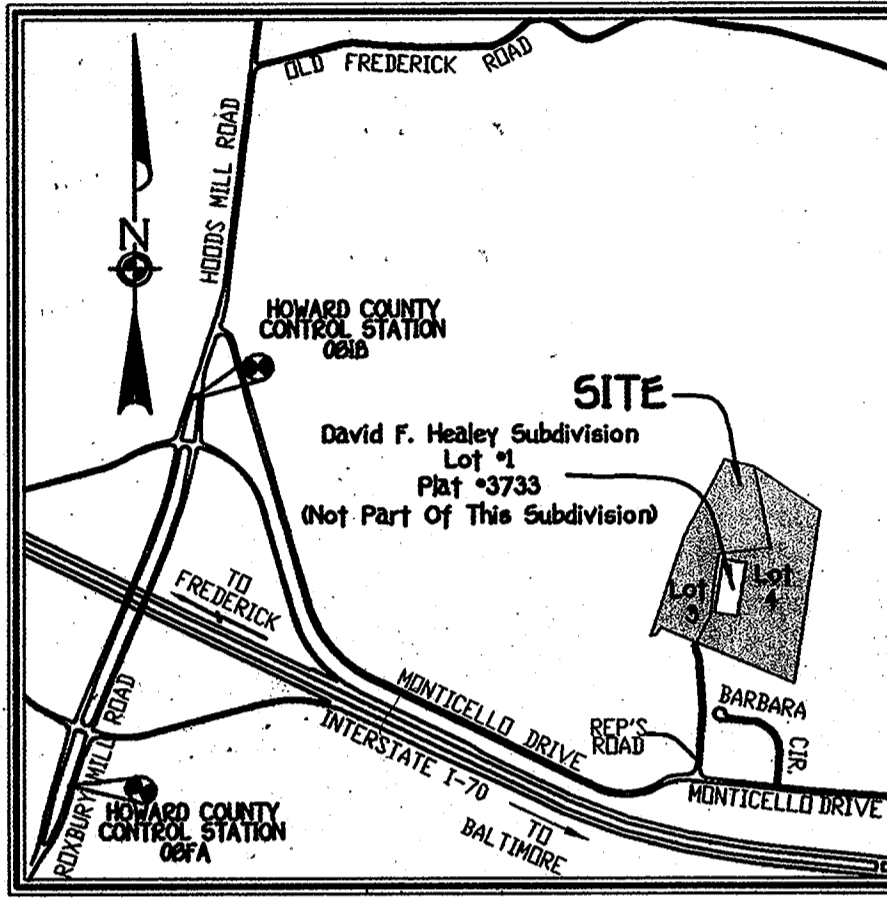 OLD FREDERICK ROAD
HOODS MILL ROAD
N
HOWARD COUNTY
CONTROL STATION
08IB
SITE
David F. Healey Subdivision
Lot #1
Plat #3733
(Not Part Of This Subdivision)
TO
FREDERICK
Lot
3
Lot
4
MONTICELLO DRIVE
INTERSTATE I-70
REP'S
ROAD
BARBARA
CIR.
MONTICELLO DRIVE
ROXBURY MILL ROAD
HOWARD COUNTY
CONTROL STATION
08FA
TO
BALTIMORE